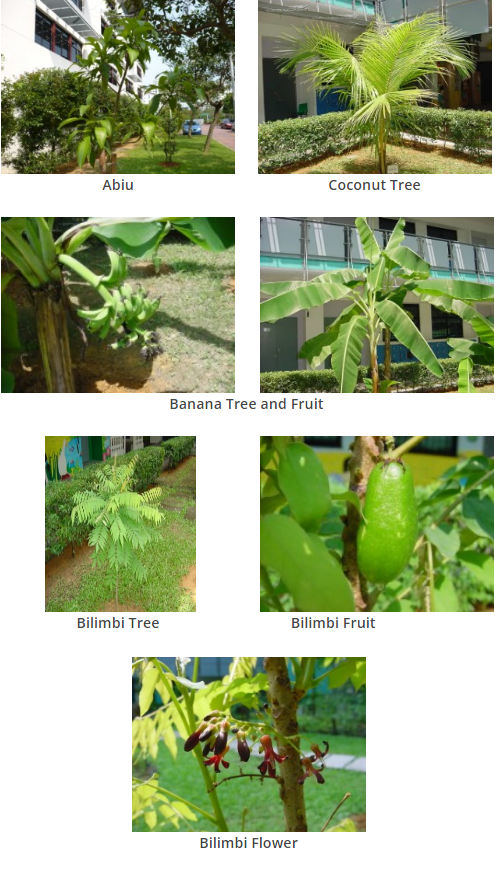 Abiu
Coconut Tree
Banana Tree and Fruit
Bilimbi Tree
Bilimbi Fruit
Bilimbi Flower